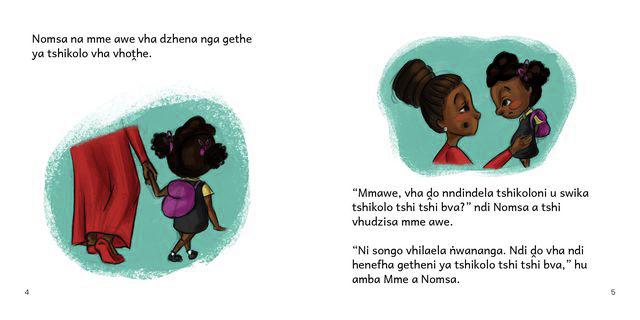 Nomsa na mme awe vha dzhena nga gethe
ya tshikolo vha vhoṱhe.
4
“Mmawe, vha ḓo nndindela tshikoloni u swika
tshikolo tshi tshi bva?” ndi Nomsa a tshi
vhudzisa mme awe.
“Ni songo vhilaela ṅwananga. Ndi ḓo vha ndi
henefha getheni ya tshikolo tshi tshi bva,” hu
amba Mme a Nomsa.
5